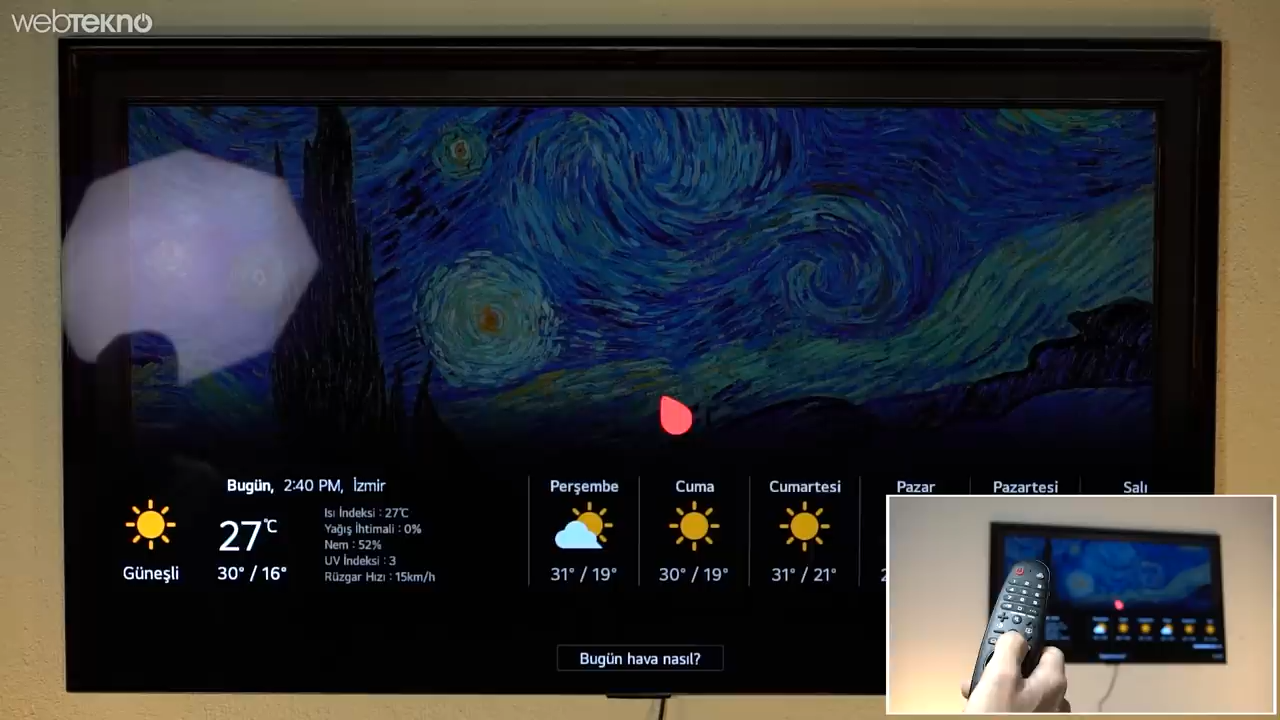 webtekno
Bugün, 2:40 PM, İzmir
27°C
Güneşli
30° / 16°
Isı İndeksi : 27°C
Yağış İhtimali : 0%
Nem : 52%
UV İndeksi : 3
Rüzgar Hızı : 15km/h
Perşembe
31° / 19°
Cuma
30° / 19°
Cumartesi
31° / 21°
Pazar
Pazartesi
Salı
Bugün hava nasıl?